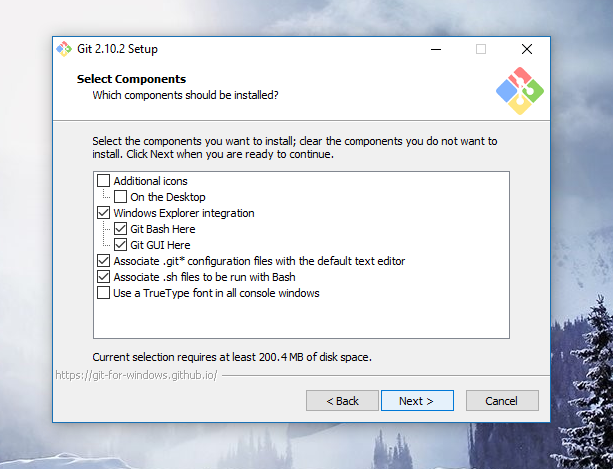 Git 2.10.2 Setup
Select Components
Which components should be installed?
Select the components you want to install; clear the components you do not want to
install. Click Next when you are ready to continue.
Additional icons
On the Desktop
Windows Explorer integration
Git Bash Here
Git GUI Here
Associate .git* configuration files with the default text editor
Associate .sh files to be run with Bash
Use a TrueType font in all console windows
Current selection requires at least 200.4 MB of disk space.
https://git-for-windows.github.io/
< Back
Next >
Cancel